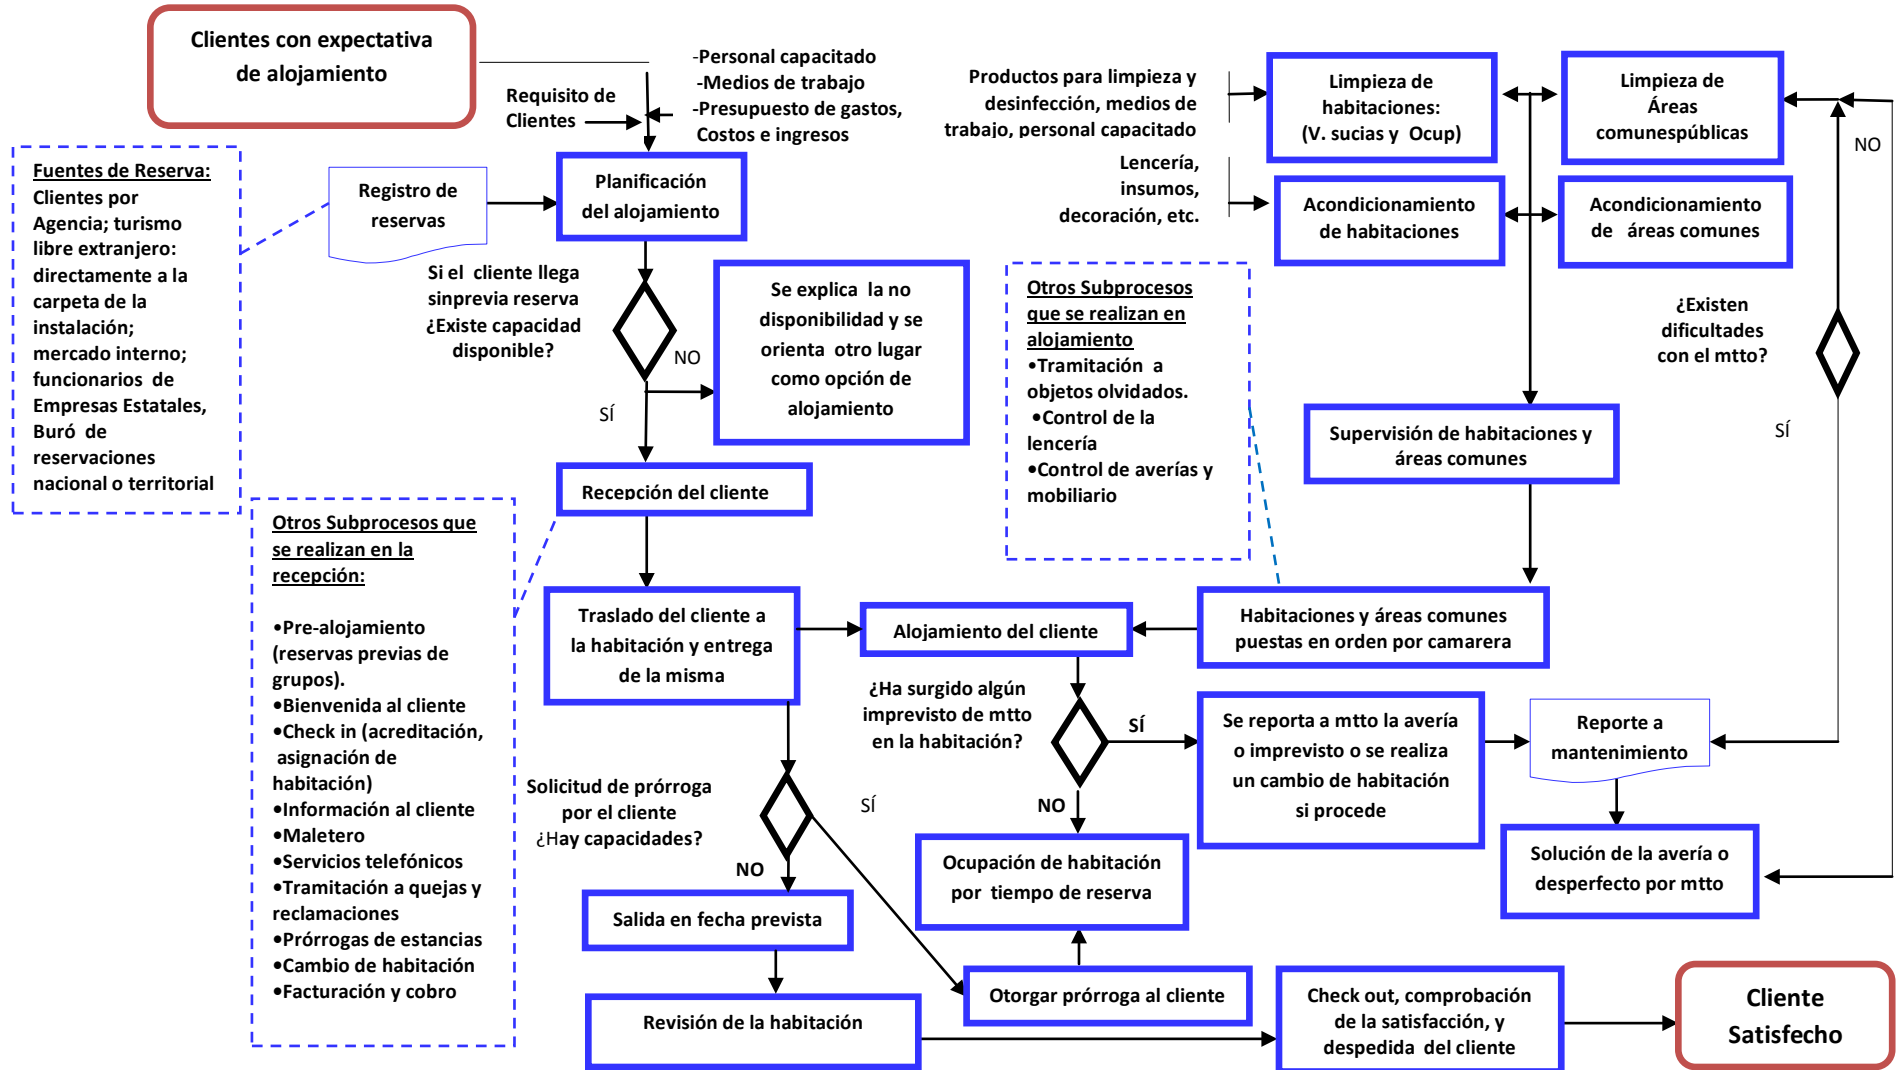 Clientes con expectativa
de alojamiento
Requisito de
Clientes
-Personal capacitado
-Medios de trabajo
-Presupuesto de gastos,
Costos e ingresos
Productos para limpieza y
desinfección, medios de
trabajo, personal capacitado
Lencería,
insumos,
decoración, etc.
Limpieza de
habitaciones:
(V. sucias y Ocup)
Limpieza de
Áreas
comunespúblicas
NO
Fuentes de Reserva:
Clientes por
Agencia; turismo
libre extranjero:
directamente a la
carpeta de la
instalación;
mercado interno;
funcionarios de
Empresas Estatales,
Buró de
reservaciones
nacional o territorial
Registro de
reservas
Planificación
del alojamiento
Acondicionamiento
de habitaciones
Acondicionamiento
de áreas comunes
Si el cliente llega
sinprevia reserva
¿Existe capacidad
disponible?
NO
SÍ
Se explica la no
disponibilidad y se
orienta otro lugar
como opción de
alojamiento
Otros Subprocesos
que se realizan en
alojamiento
•Tramitación a
objetos olvidados.
•Control de la
lencería
•Control de averías y
mobiliario
¿Existen
dificultades
con el mtto?
SÍ
Supervisión de habitaciones y
áreas comunes
Recepción del cliente
Otros Subprocesos que
se realizan en la
recepción:
•Pre-alojamiento
(reservas previas de
grupos).
•Bienvenida al cliente
•Check in (acreditación,
asignación de
habitación)
•Información al cliente
•Maletero
•Servicios telefónicos
•Tramitación a quejas y
reclamaciones
•Prórrogas de estancias
•Cambio de habitación
•Facturación y cobro
Traslado del cliente a
la habitación y entrega
de la misma
Alojamiento del cliente
Habitaciones y áreas comunes
puestas en orden por camarera
¿Ha surgido algún
imprevisto de mtto
en la habitación?
SÍ
NO
Se reporta a mtto la avería
o imprevisto o se realiza
un cambio de habitación
si procede
Reporte a
mantenimiento
Solicitud de prórroga
por el cliente
¿Hay capacidades?
SÍ
NO
Ocupación de habitación
por tiempo de reserva
Solución de la avería o
desperfecto por mtto
Salida en fecha prevista
Otorgar prórroga al cliente
Revisión de la habitación
Check out, comprobación
de la satisfacción, y
despedida del cliente
Cliente
Satisfecho